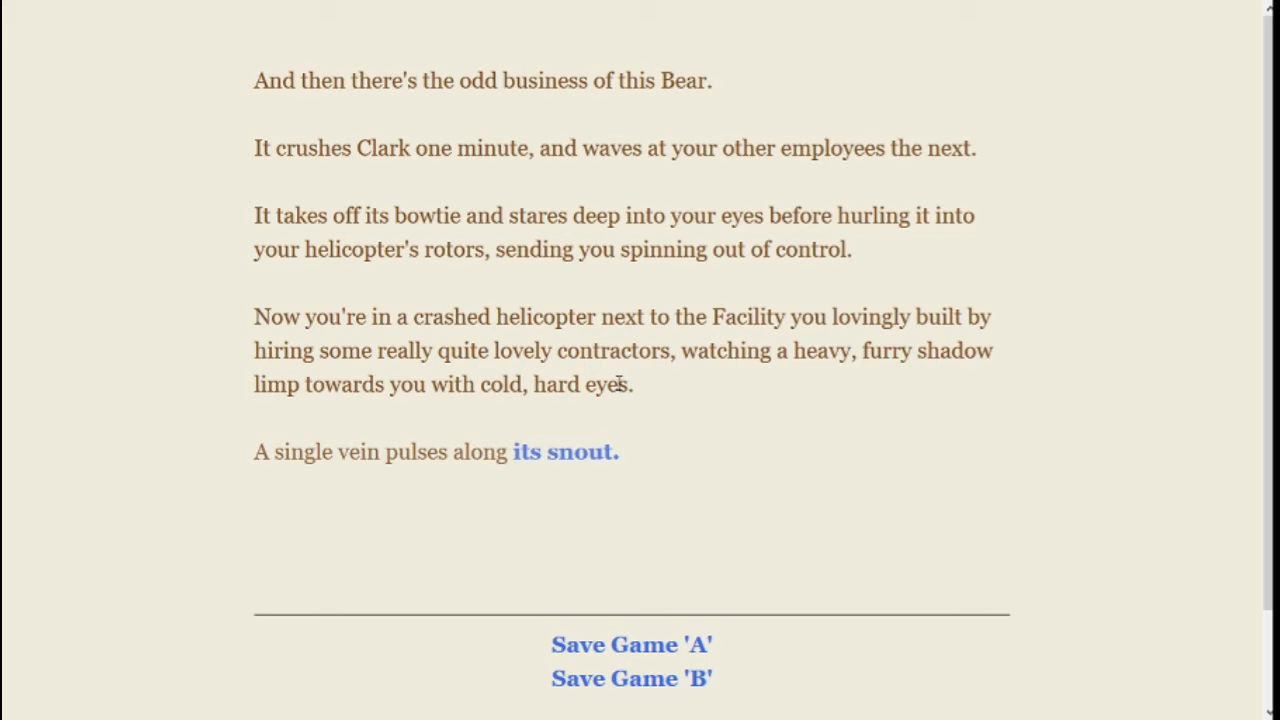 And then there's the odd business of this Bear.
It crushes Clark one minute, and waves at your other employees the next.
It takes off its bowtie and stares deep into your eyes before hurling it into
your helicopter's rotors, sending you spinning out of control.
Now you're in a crashed helicopter next to the Facility you lovingly built by
hiring some really quite lovely contractors, watching a heavy, furry shadow
limp towards you with cold, hard eyes.
A single vein pulses along its snout.
Save Game 'A'
Save Game 'B'